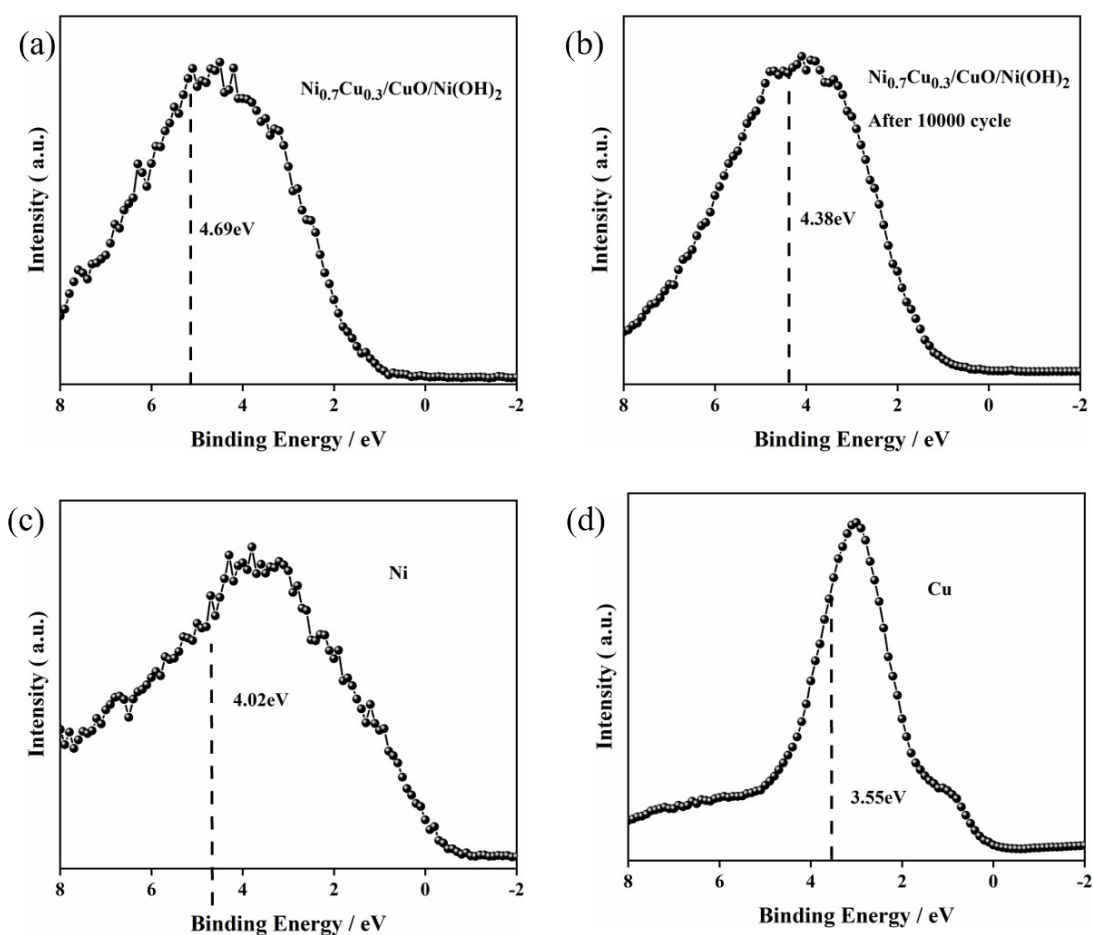 (a)
Ni0.7Cu0.3/CuO/Ni(OH)2
4.69eV
Intensity ( a.u.)
8 6 4 2 0 -2
Binding Energy / eV
(b)
Ni0.7Cu0.3/CuO/Ni(OH)2
After 10000 cycle
4.38eV
Intensity ( a.u.)
8 6 4 2 0 -2
Binding Energy / eV
(c)
Ni
4.02eV
Intensity ( a.u.)
8 6 4 2 0 -2
Binding Energy / eV
(d)
Cu
3.55eV
Intensity ( a.u.)
8 6 4 2 0 -2
Binding Energy / eV